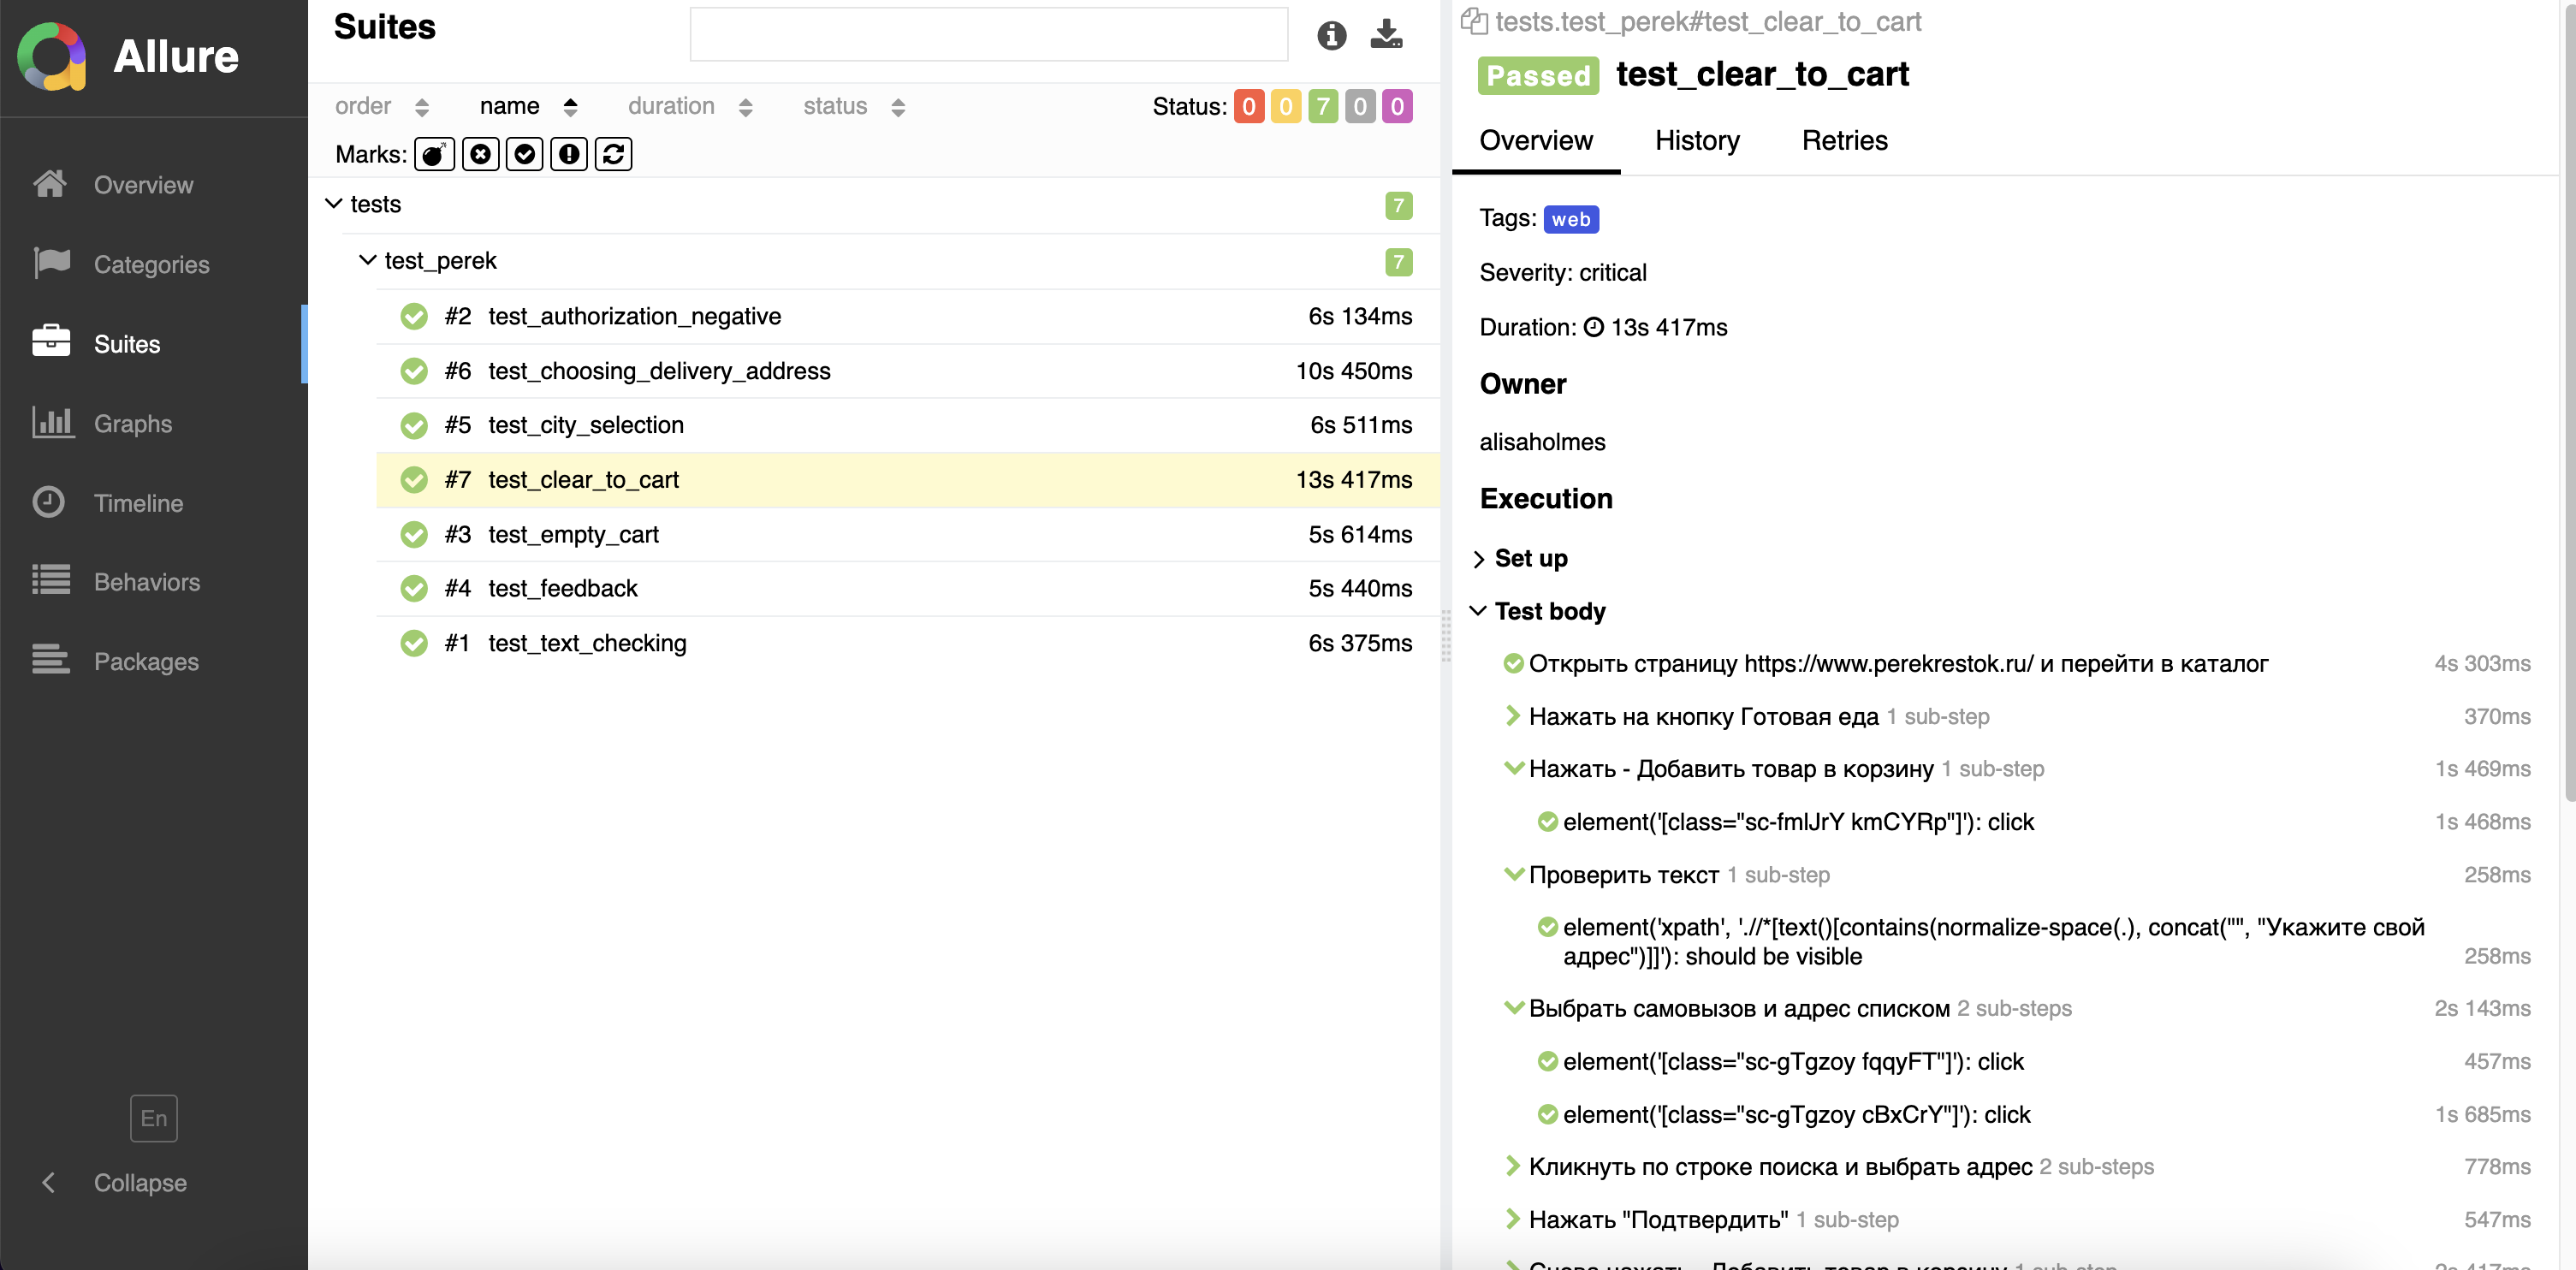 Allure
Overview
Categories
Suites
Graphs
Timeline
Behaviors
Packages
En
Collapse
Suites
order name duration status Status: 0 0 7 0 0
Marks:
tests 7
test_perek 7
#2 test_authorization_negative 6s 134ms
#6 test_choosing_delivery_address 10s 450ms
#5 test_city_selection 6s 511ms
#7 test_clear_to_cart 13s 417ms
#3 test_empty_cart 5s 614ms
#4 test_feedback 5s 440ms
#1 test_text_checking 6s 375ms
tests.test_perek#test_clear_to_cart
Passed test_clear_to_cart
Overview History Retries
Tags: web
Severity: critical
Duration: 13s 417ms
Owner
alisaholmes
Execution
Set up
Test body
Открыть страницу https://www.perekrestok.ru/ и перейти в каталог 4s 303ms
Нажать на кнопку Готовая еда 1 sub-step 370ms
Нажать - Добавить товар в корзину 1 sub-step 1s 469ms
element('[class="sc-fmlJrY kmCYRp"]'): click 1s 468ms
Проверить текст 1 sub-step 258ms
element('xpath', './/*[text()[contains(normalize-space(.), concat("", "Укажите свой
адрес")]]'): should be visible 258ms
Выбрать самовызов и адрес списком 2 sub-steps 2s 143ms
element('[class="sc-gTgzoy fqqyFT"]'): click 457ms
element('[class="sc-gTgzoy cBxCrY"]'): click 1s 685ms
Кликнуть по строке поиска и выбрать адрес 2 sub-steps 778ms
Нажать "Подтвердить" 1 sub-step 547ms
Снова нажать - Добавить товар в корзину 1 sub-step